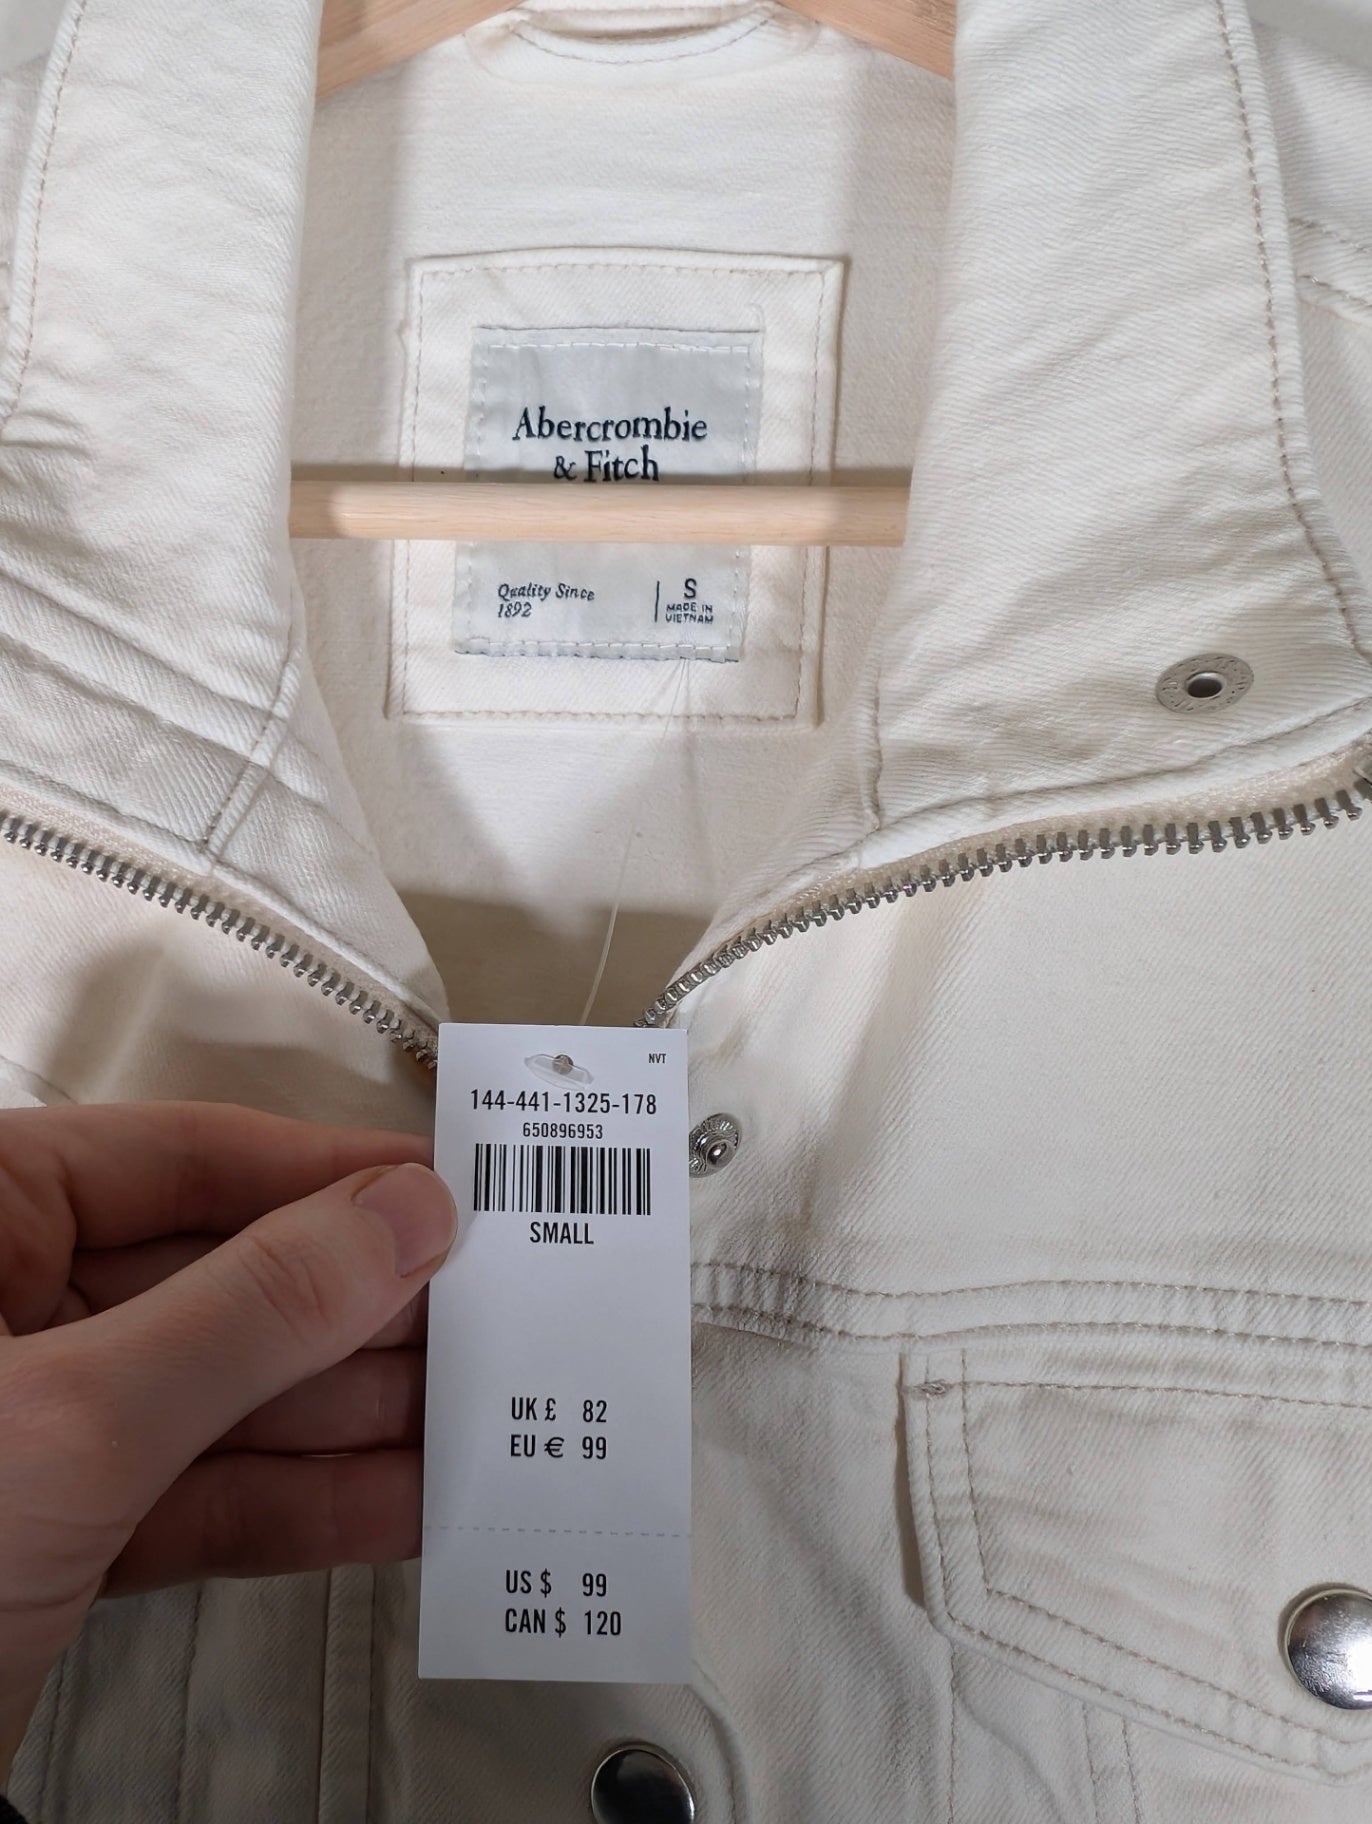 Abercrombie
& Fitch
Quality Since
1892
S
MADE IN
VIETNAM
NVT
144-441-1325-178
650896953
SMALL
UK £ 82
EU € 99
US $ 99
CAN $ 120